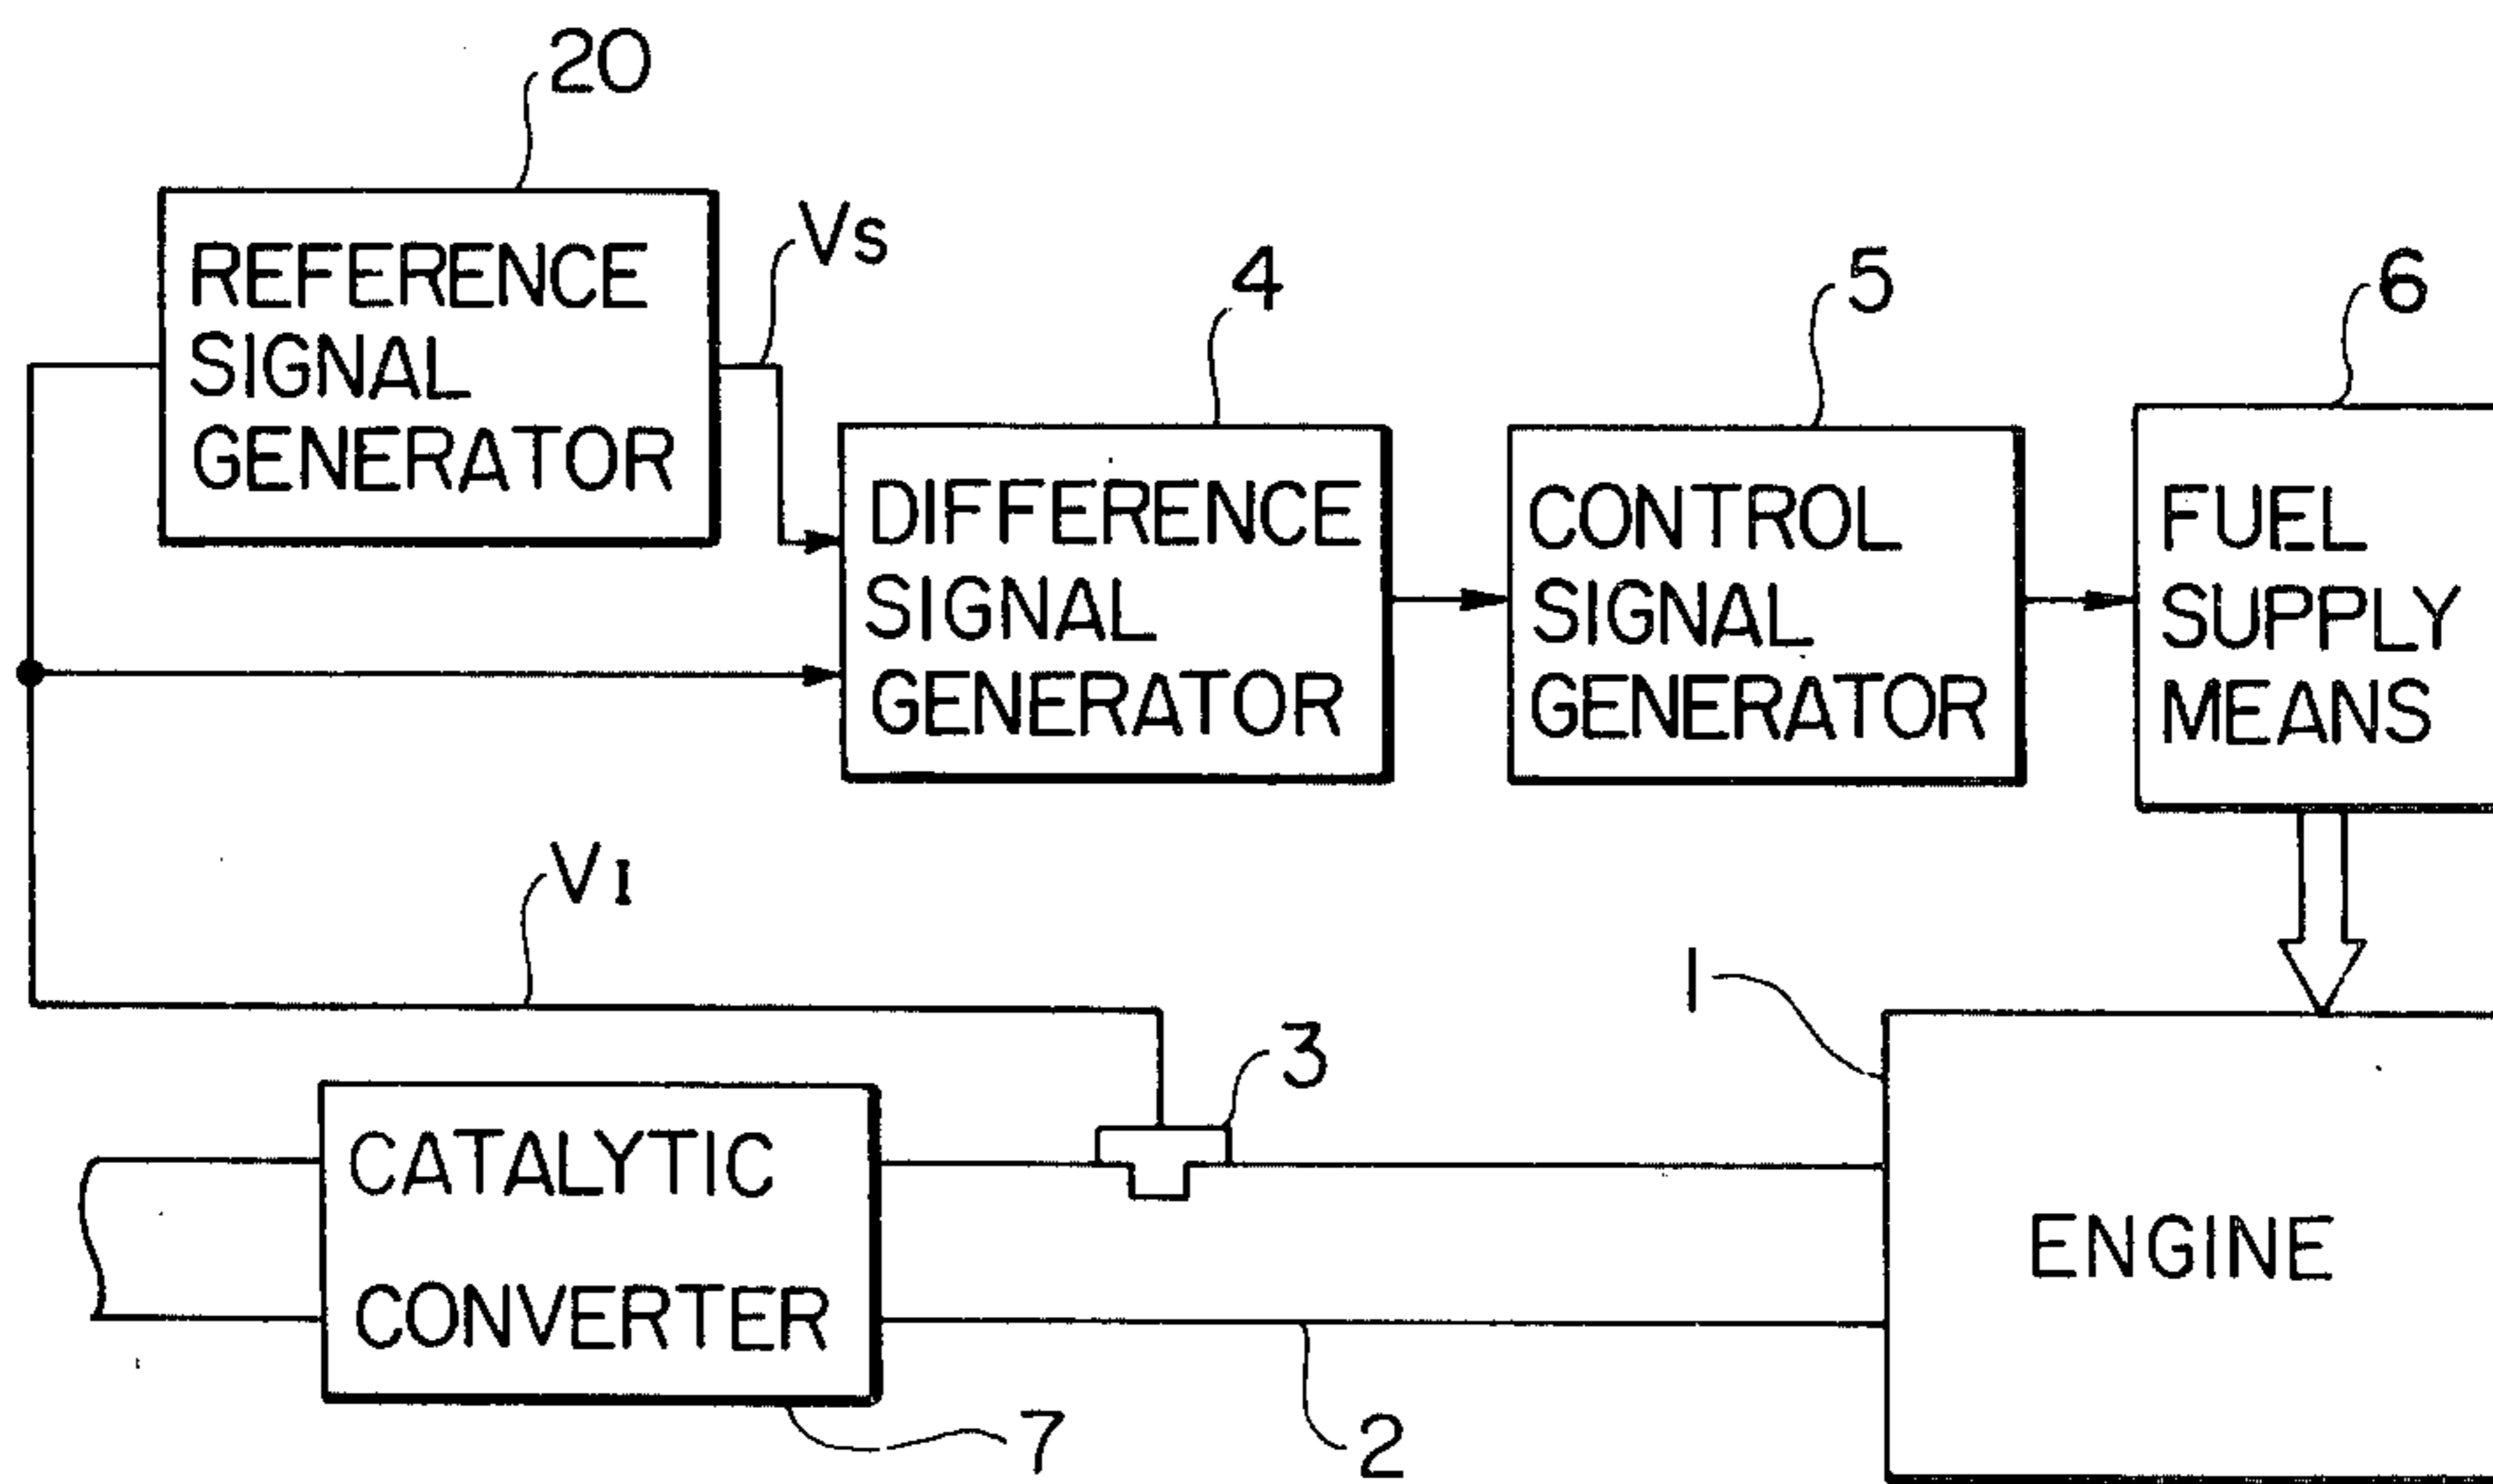 20
REFERENCE
SIGNAL
GENERATOR
Vs
4
DIFFERENCE
SIGNAL
GENERATOR
5
CONTROL
SIGNAL
GENERATOR
6
FUEL
SUPPLY
MEANS
VI
3
1
CATALYTIC
CONVERTER
ENGINE
7
2